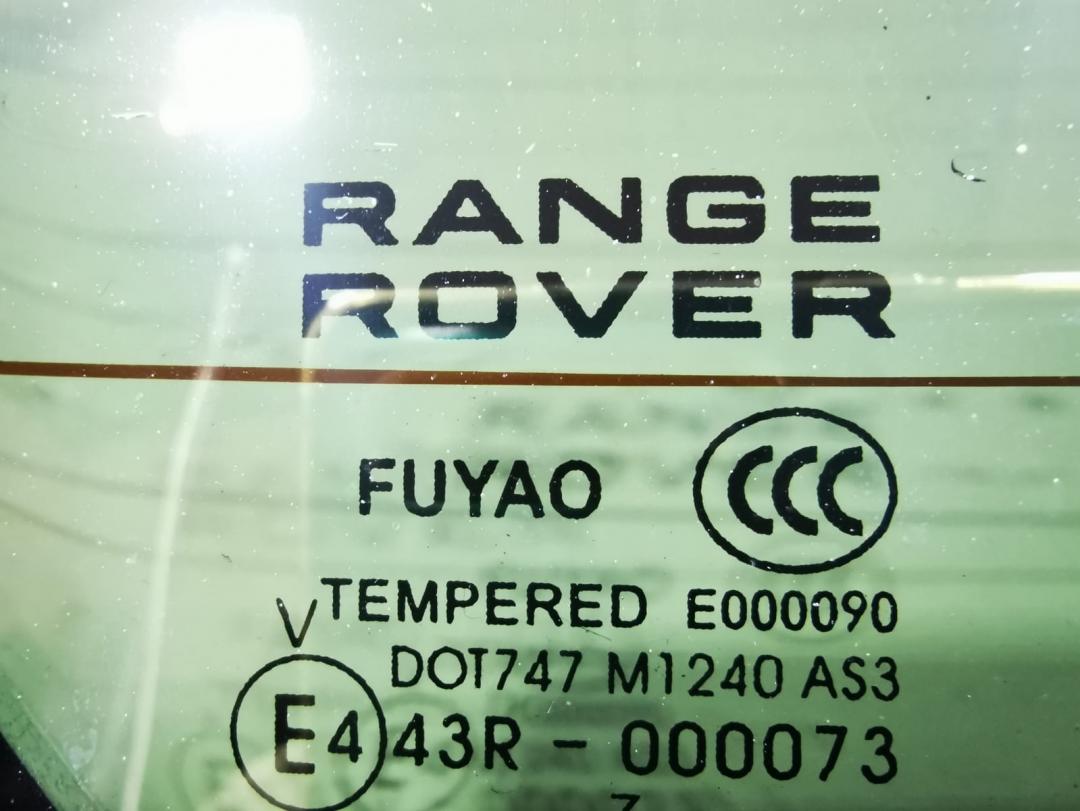 RANGE
ROVER
FUYAO CCC
TEMPERED E000090
V
DOT747 M1240 AS3
E4 43R - 000073